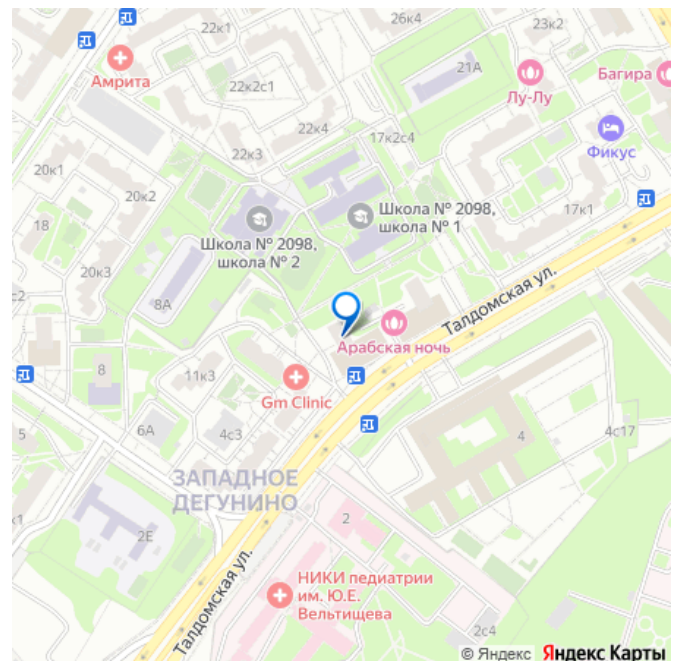 26к4
23к2
Амрита
22к1
22к2с1
21А
Лу-Лу
Багира
Фикус
22к4
17к2с4
22к3
20к1
20к2
18
Школа № 2098,
школа № 2
Школа № 2098,
школа № 1
17к1
20к3
с2
8А
Талдомская ул.
Арабская ночь
8
11к3
Gm Clinic
5
6А
4с3
4
4с17
ЗАПАДНОЕ
ДЕГУНИНО
к1
2Е
2
Талдомская ул.
НИКИ педиатрии
им. Ю.Е.
Вельтищева
2с4
© Яндекс Яндекс Карты